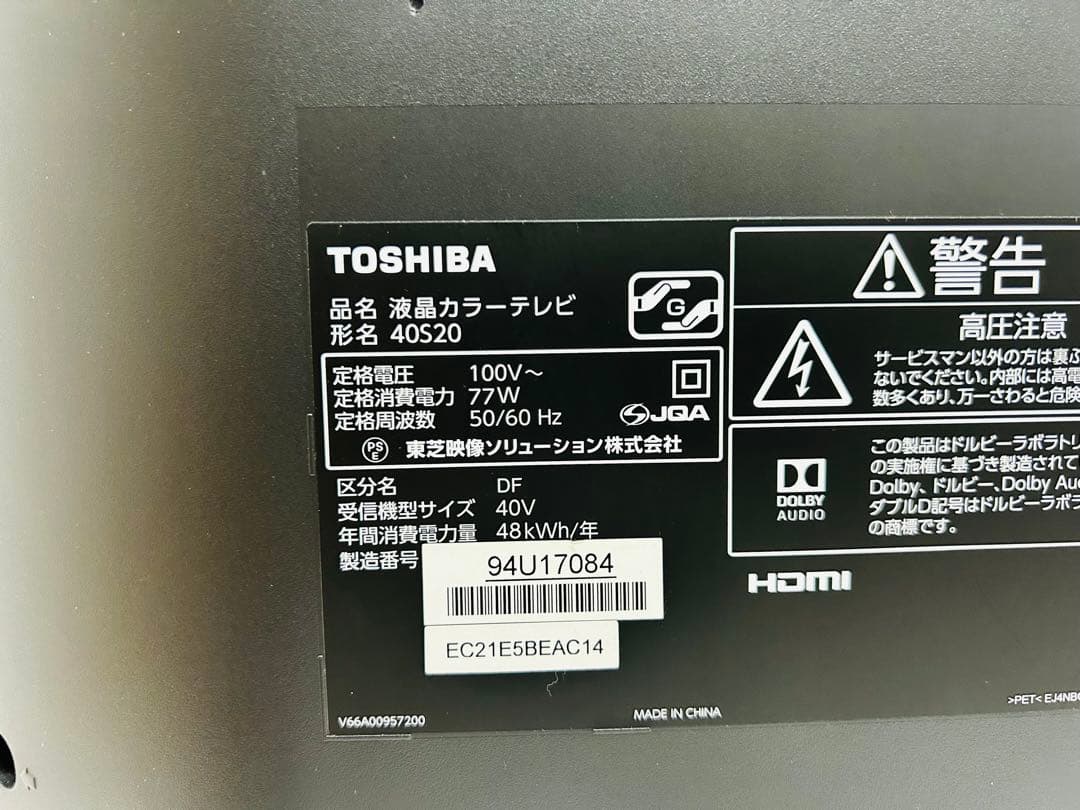 TOSHIBA
品名 液晶カラーテレビ
形名 40S20
G
定格電圧 100V～
定格消費電力 77W
定格周波数 50/60 Hz
JQA
PS
E
東芝映像ソリューション株式会社
区分名 DF
受信機型サイズ 40V
年間消費電力量 48kWh/年
製造番号
94U17084
EC21E5BEAC14
V66A00957200
MADE IN CHINA
警告
高圧注意
サービスマン以外の方は裏ぶ
ないでください。内部には高電
数多くあり、万一さわると危険
DOLBY
AUDIO
この製品はドルビーラボラトリ
の実施権に基づき製造されて
Dolby、ドルビー、Dolby Au
ダブルD記号はドルビーラボラ
の商標です。
HDMI
>PET< EJ4NB